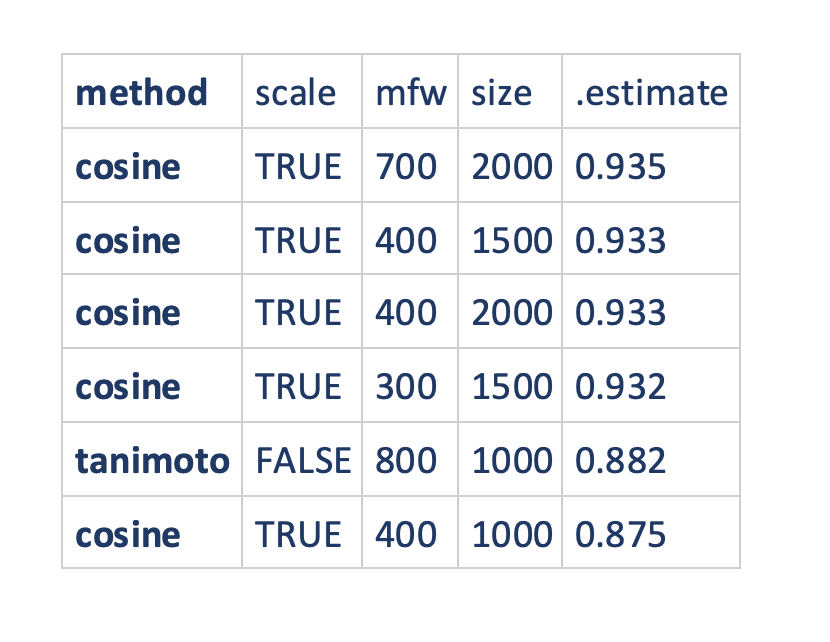 method scale mfw size .estimate
cosine TRUE 700 2000 0.935
cosine TRUE 400 1500 0.933
cosine TRUE 400 2000 0.933
cosine TRUE 300 1500 0.932
tanimoto FALSE 800 1000 0.882
cosine TRUE 400 1000 0.875